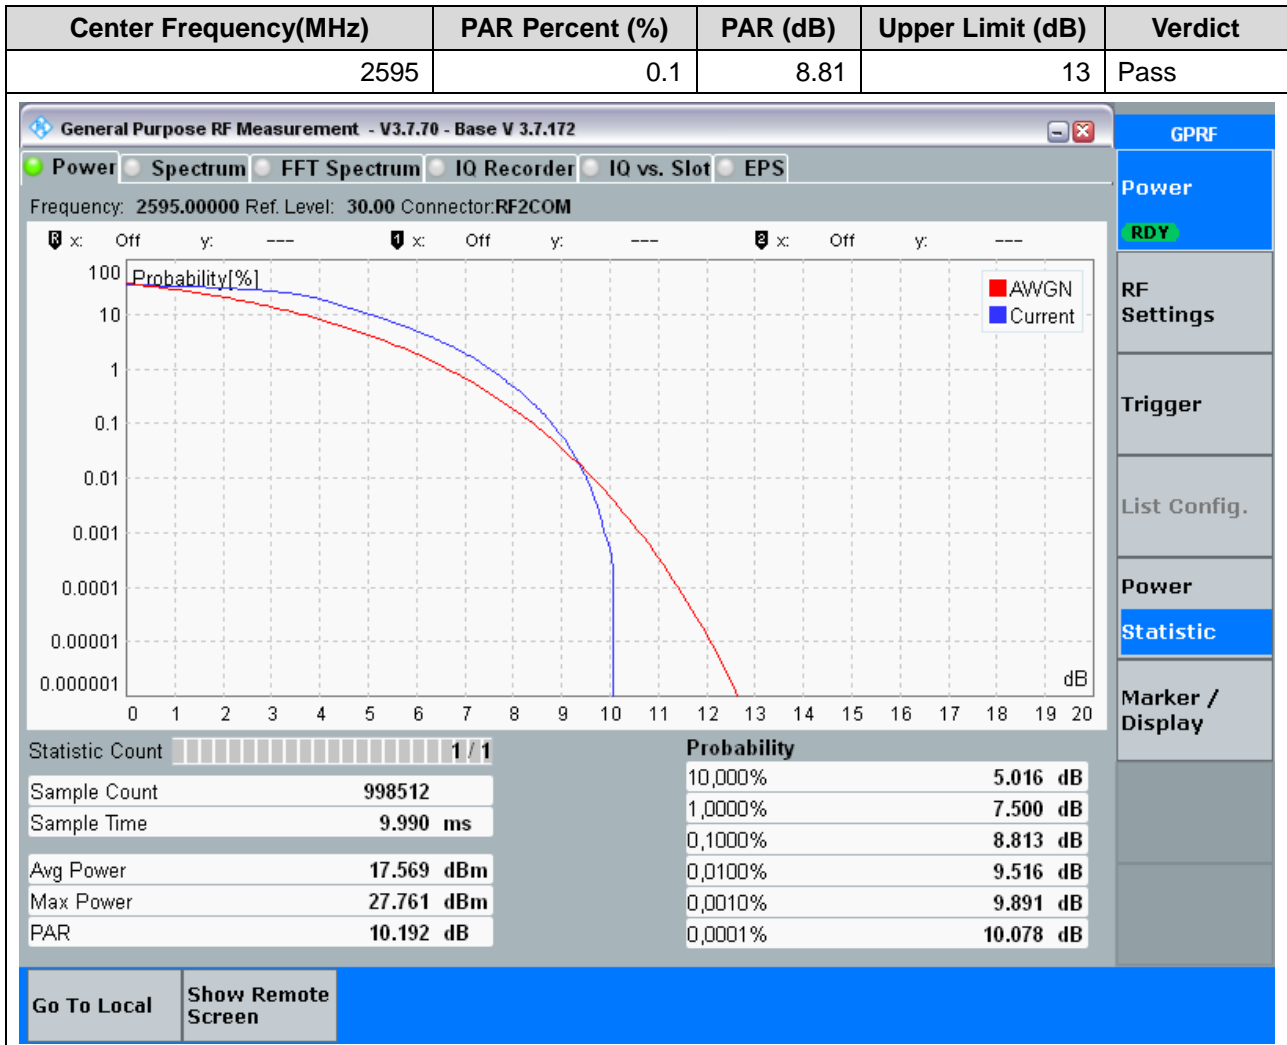 Center Frequency(MHz) PAR Percent (%) PAR (dB) Upper Limit (dB) Verdict
2595 0.1 8.81 13 Pass
General Purpose RF Measurement - V3.7.70 - Base V 3.7.172
GPRF
Power Spectrum FFT Spectrum IQ Recorder IQ vs. Slot EPS
Power
RDY
Frequency: 2595.00000 Ref. Level: 30.00 Connector:RF2COM
R x: Off y: --- 1 x: Off y: --- 2 x: Off y: ---
Probability[%]
AWGN
Current
100
10
1
0.1
0.01
0.001
0.0001
0.00001
0.000001
dB
0 1 2 3 4 5 6 7 8 9 10 11 12 13 14 15 16 17 18 19 20
RF
Settings
Trigger
List Config.
Power
Statistic
Marker /
Display
Statistic Count 1 / 1
Sample Count 998512
Sample Time 9.990 ms
Avg Power 17.569 dBm
Max Power 27.761 dBm
PAR 10.192 dB
Probability
10,000% 5.016 dB
1,0000% 7.500 dB
0,1000% 8.813 dB
0,0100% 9.516 dB
0,0010% 9.891 dB
0,0001% 10.078 dB
Go To Local
Show Remote
Screen